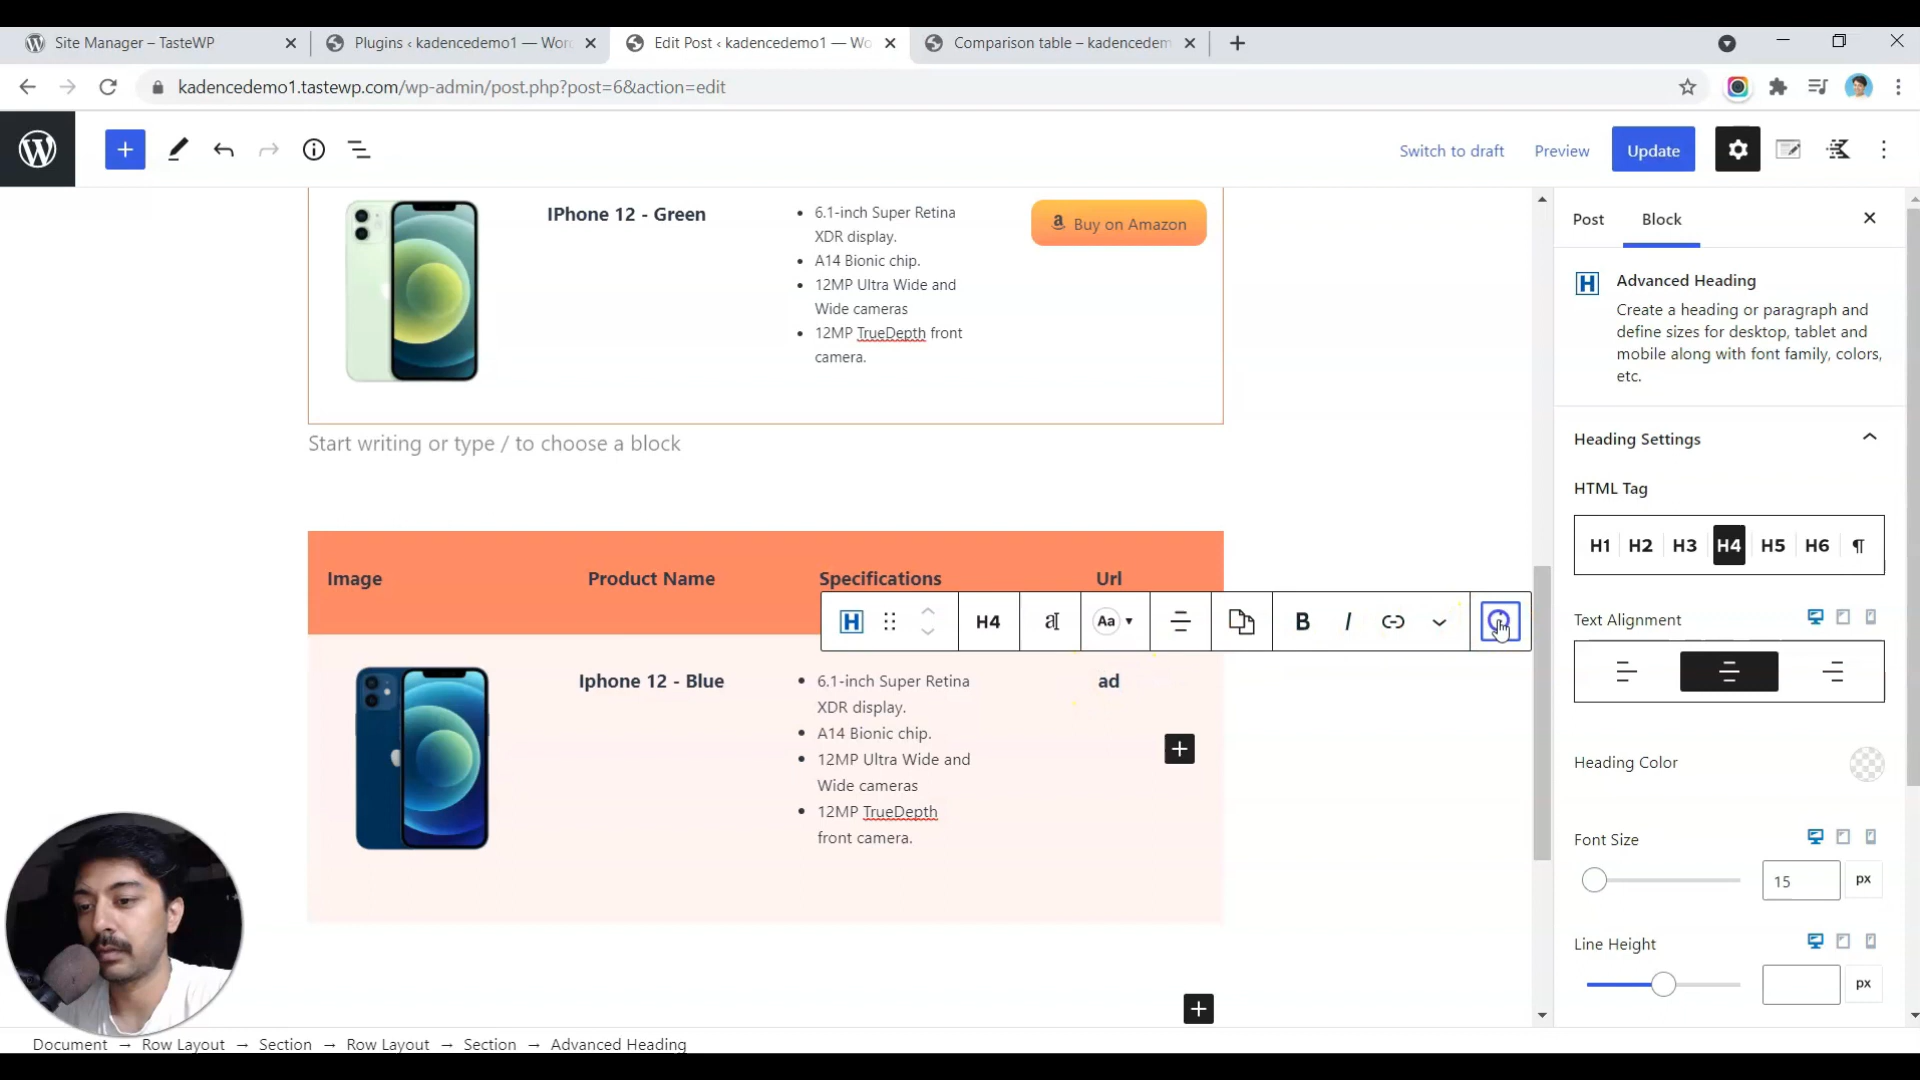 Site Manager – TasteWP
Plugins ‹ kadencedemo1 — Word
Edit Post ‹ kadencedemo1 — Wo
Comparison table – kadencedem
kadencedemo1.tastewp.com/wp-admin/post.php?post=6&action=edit
Switch to draft
Preview
Update
IPhone 12 - Green
6.1-inch Super Retina
XDR display.
A14 Bionic chip.
12MP Ultra Wide and
Wide cameras
12MP TrueDepth front
camera.
a Buy on Amazon
Start writing or type / to choose a block
Image
Product Name
Specifications
Url
H
H4
a
Aa
B
I
Iphone 12 - Blue
6.1-inch Super Retina
XDR display.
A14 Bionic chip.
12MP Ultra Wide and
Wide cameras
12MP TrueDepth
front camera.
ad
Post
Block
H
Advanced Heading
Create a heading or paragraph and
define sizes for desktop, tablet and
mobile along with font family, colors,
etc.
Heading Settings
HTML Tag
H1 H2 H3 H4 H5 H6 ¶
Text Alignment
Heading Color
Font Size
15
px
Line Height
px
Document → Row Layout → Section → Row Layout → Section → Advanced Heading